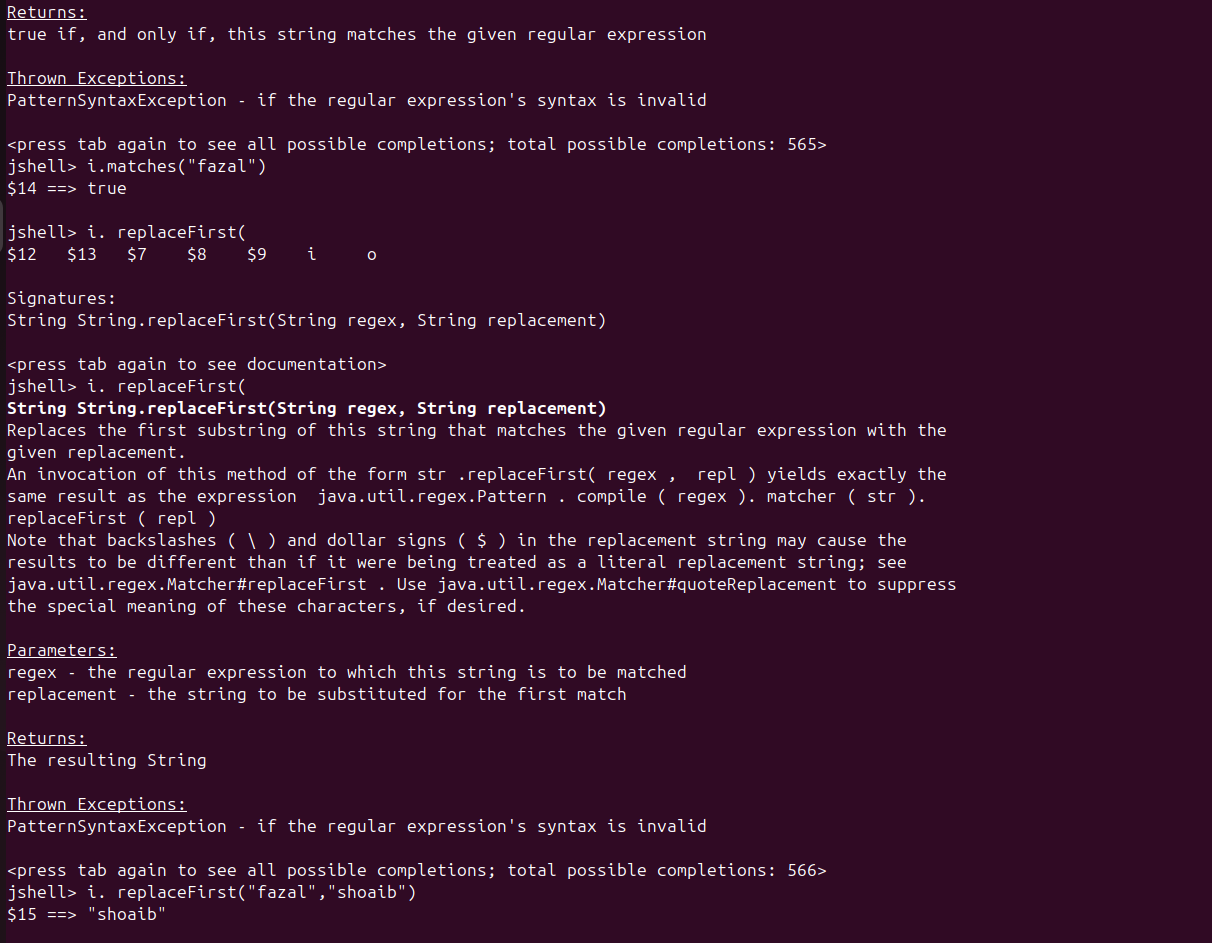 Returns:
true if, and only if, this string matches the given regular expression
Thrown Exceptions:
PatternSyntaxException - if the regular expression's syntax is invalid
<press tab again to see all possible completions; total possible completions: 565>
jshell> i.matches("fazal")
$14 ==> true
jshell> i. replaceFirst(
$12   $13   $7    $8    $9    i     o
Signatures:
String String.replaceFirst(String regex, String replacement)
<press tab again to see documentation>
jshell> i. replaceFirst(
String String.replaceFirst(String regex, String replacement)
Replaces the first substring of this string that matches the given regular expression with the
given replacement.
An invocation of this method of the form str .replaceFirst( regex ,  repl ) yields exactly the
same result as the expression  java.util.regex.Pattern . compile ( regex ). matcher ( str ).
replaceFirst ( repl )
Note that backslashes ( \ ) and dollar signs ( $ ) in the replacement string may cause the
results to be different than if it were being treated as a literal replacement string; see
java.util.regex.Matcher#replaceFirst . Use java.util.regex.Matcher#quoteReplacement to suppress
the special meaning of these characters, if desired.
Parameters:
regex - the regular expression to which this string is to be matched
replacement - the string to be substituted for the first match
Returns:
The resulting String
Thrown Exceptions:
PatternSyntaxException - if the regular expression's syntax is invalid
<press tab again to see all possible completions; total possible completions: 566>
jshell> i. replaceFirst("fazal","shoaib")
$15 ==> "shoaib"